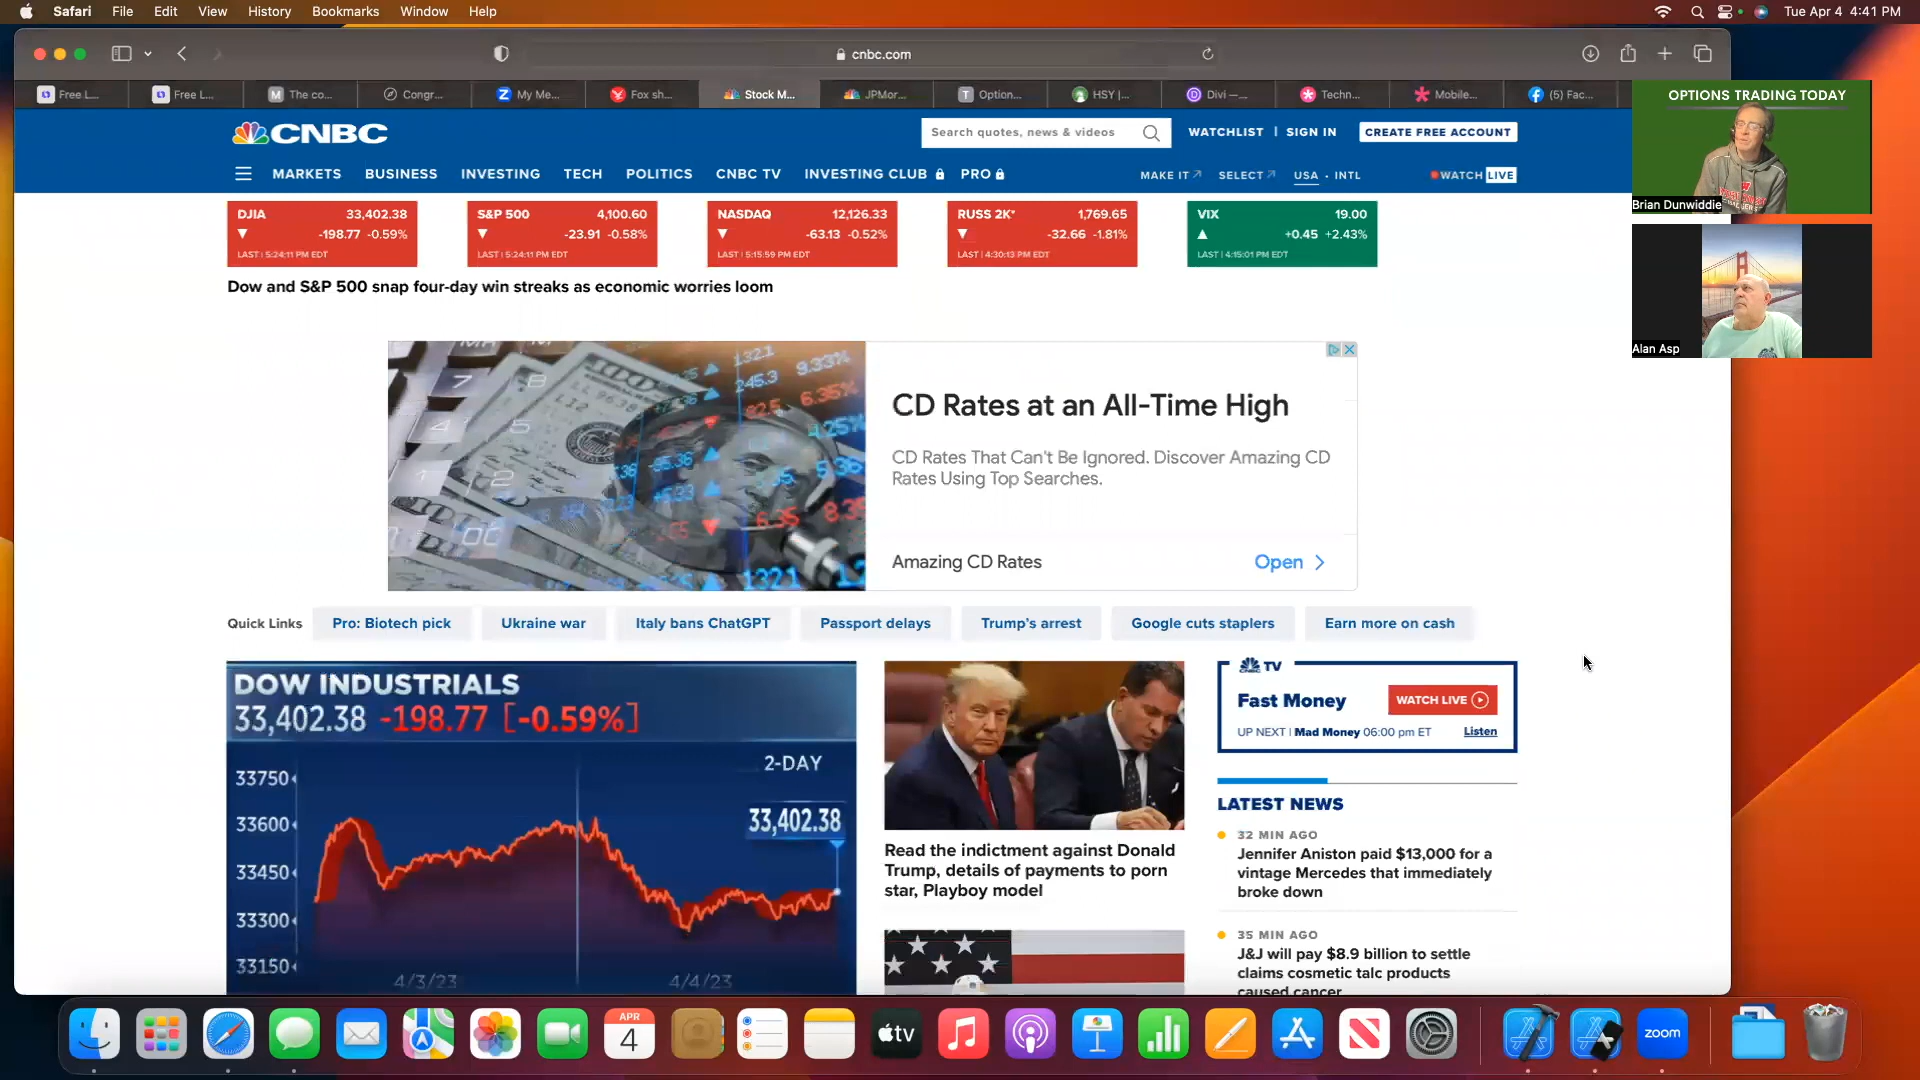 Safari File Edit View History Bookmarks Window Help
Tue Apr 4 4:41 PM
cnbc.com
Free L...
Free L...
The co...
Congr...
My Me...
Fox sh...
Stock M...
JPMor...
Option...
HSY |...
Divi —...
Techn...
Mobile...
(5) Fac...
OPTIONS TRADING TODAY
Brian Dunwiddie
Alan Asp
CNBC
Search quotes, news & videos
WATCHLIST | SIGN IN
CREATE FREE ACCOUNT
MARKETS BUSINESS INVESTING TECH POLITICS CNBC TV INVESTING CLUB PRO
MAKE IT SELECT USA • INTL
WATCH LIVE
DJIA 33,402.38
-198.77 -0.59%
LAST | 5:24:11 PM EDT
S&P 500 4,100.60
-23.91 -0.58%
LAST | 5:24:11 PM EDT
NASDAQ 12,126.33
-63.13 -0.52%
LAST | 5:15:59 PM EDT
RUSS 2K* 1,769.65
-32.66 -1.81%
LAST | 4:30:13 PM EDT
VIX 19.00
+0.45 +2.43%
LAST | 4:15:01 PM EDT
Dow and S&P 500 snap four-day win streaks as economic worries loom
CD Rates at an All-Time High
CD Rates That Can't Be Ignored. Discover Amazing CD
Rates Using Top Searches.
Amazing CD Rates
Open
Quick Links
Pro: Biotech pick
Ukraine war
Italy bans ChatGPT
Passport delays
Trump's arrest
Google cuts staplers
Earn more on cash
DOW INDUSTRIALS
33,402.38 -198.77 [-0.59%]
2-DAY
33,402.38
33750
33600
33450
33300
33150
4/3/23
4/4/23
Read the indictment against Donald
Trump, details of payments to porn
star, Playboy model
CNBC TV
Fast Money
WATCH LIVE
UP NEXT | Mad Money 06:00 pm ET
Listen
LATEST NEWS
32 MIN AGO
Jennifer Aniston paid $13,000 for a
vintage Mercedes that immediately
broke down
35 MIN AGO
J&J will pay $8.9 billion to settle
claims cosmetic talc products
caused cancer
APR
4
tv
zoom